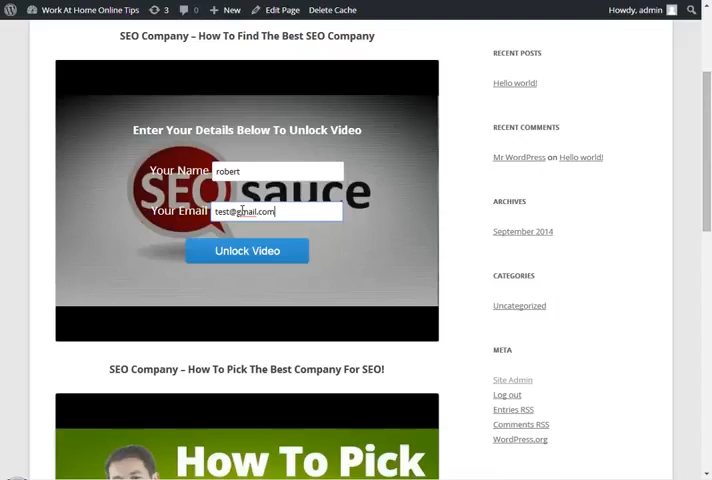 Work At Home Online Tips 3 0 New Edit Page Delete Cache Howdy, admin
SEO Company – How To Find The Best SEO Company
Enter Your Details Below To Unlock Video
SEO sauce
Your Name robert
Your Email test@gmail.com
Unlock Video
SEO Company – How To Pick The Best Company For SEO!
How To Pick
RECENT POSTS
Hello world!
RECENT COMMENTS
Mr WordPress on Hello world!
ARCHIVES
September 2014
CATEGORIES
Uncategorized
META
Site Admin
Log out
Entries RSS
Comments RSS
WordPress.org